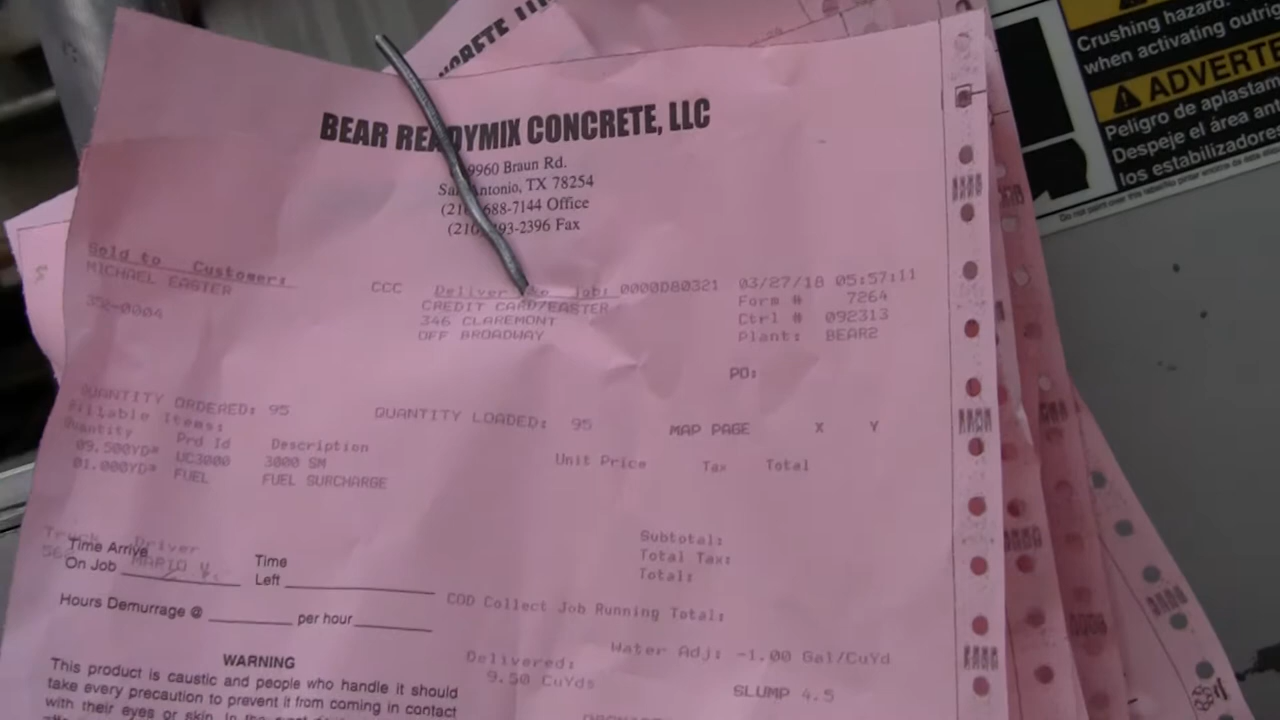 CRETE
BEAR READYMIX CONCRETE, LLC
9960 Braun Rd.
San Antonio, TX 78254
(210 688-7144 Office
(210 93-2396 Fax
Sold to Customer:
MICHAEL EASTER
CCC
Deliver Job: 0000D80321
CREDIT CARD/EASTER
346 CLAREMONT
OFF BROADWAY
03/27/18 05:57:11
Form # 7264
Ctrl # 092313
Plant: BEAR2
PO:
QUANTITY ORDERED: 95
QUANTITY LOADED: 95
MAP PAGE X Y
Fillable Items:
Quantity Prd Id Description
Unit Price Tax Total
09.500YD* UC3000 3000 SM
01.000YD* FUEL FUEL SURCHARGE
Subtotal:
Total Tax:
Total:
Truck Driver
MARIO V.
Time Arrive
On Job
Time
Left
COD Collect Job Running Total:
Hours Demurrage @ per hour
Water Adj: -1.00 Gal/CuYd
Delivered:
9.50 CuYds
SLUMP 4.5
WARNING
This product is caustic and people who handle it should
take every precaution to prevent it from coming in contact
with their eyes or skin. In the
Crushing hazard.
when activating outrig
ADVERTE
Peligro de aplastam
Despeje el área ant
los estabilizadores